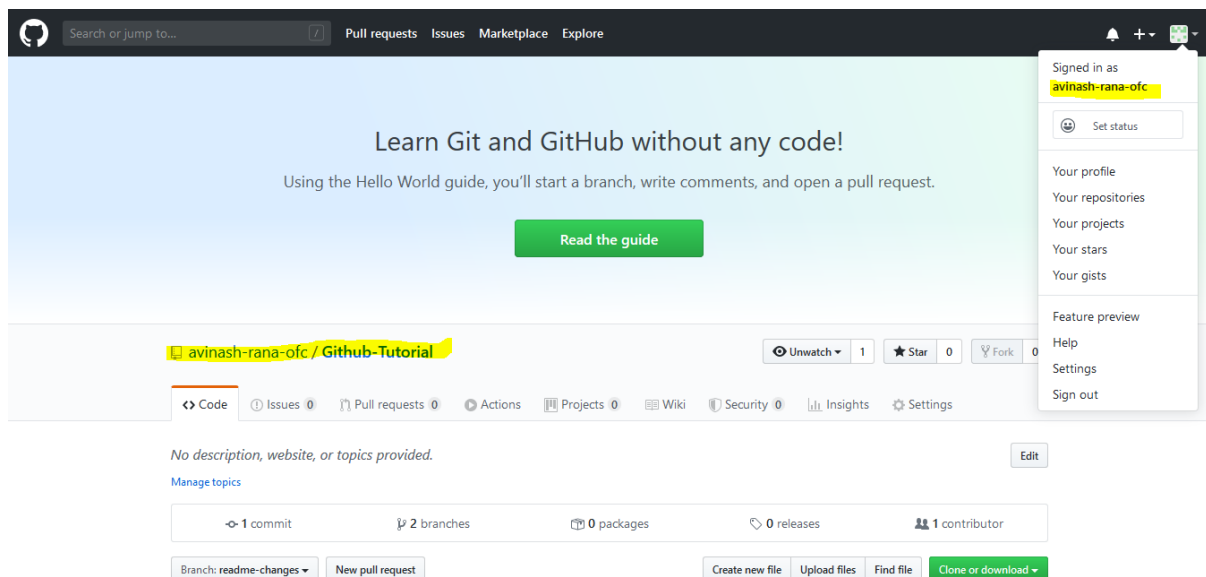 Search or jump to... /
Pull requests Issues Marketplace Explore
Signed in as
avinash-rana-ofc
Set status
Your profile
Your repositories
Your projects
Your stars
Your gists
Feature preview
Help
Settings
Sign out
Learn Git and GitHub without any code!
Using the Hello World guide, you’ll start a branch, write comments, and open a pull request.
Read the guide
avinash-rana-ofc / Github-Tutorial
Unwatch 1 Star 0 Fork 0
Code Issues 0 Pull requests 0 Actions Projects 0 Wiki Security 0 Insights Settings
No description, website, or topics provided.
Edit
Manage topics
1 commit 2 branches 0 packages 0 releases 1 contributor
Branch: readme-changes New pull request Create new file Upload files Find file Clone or download